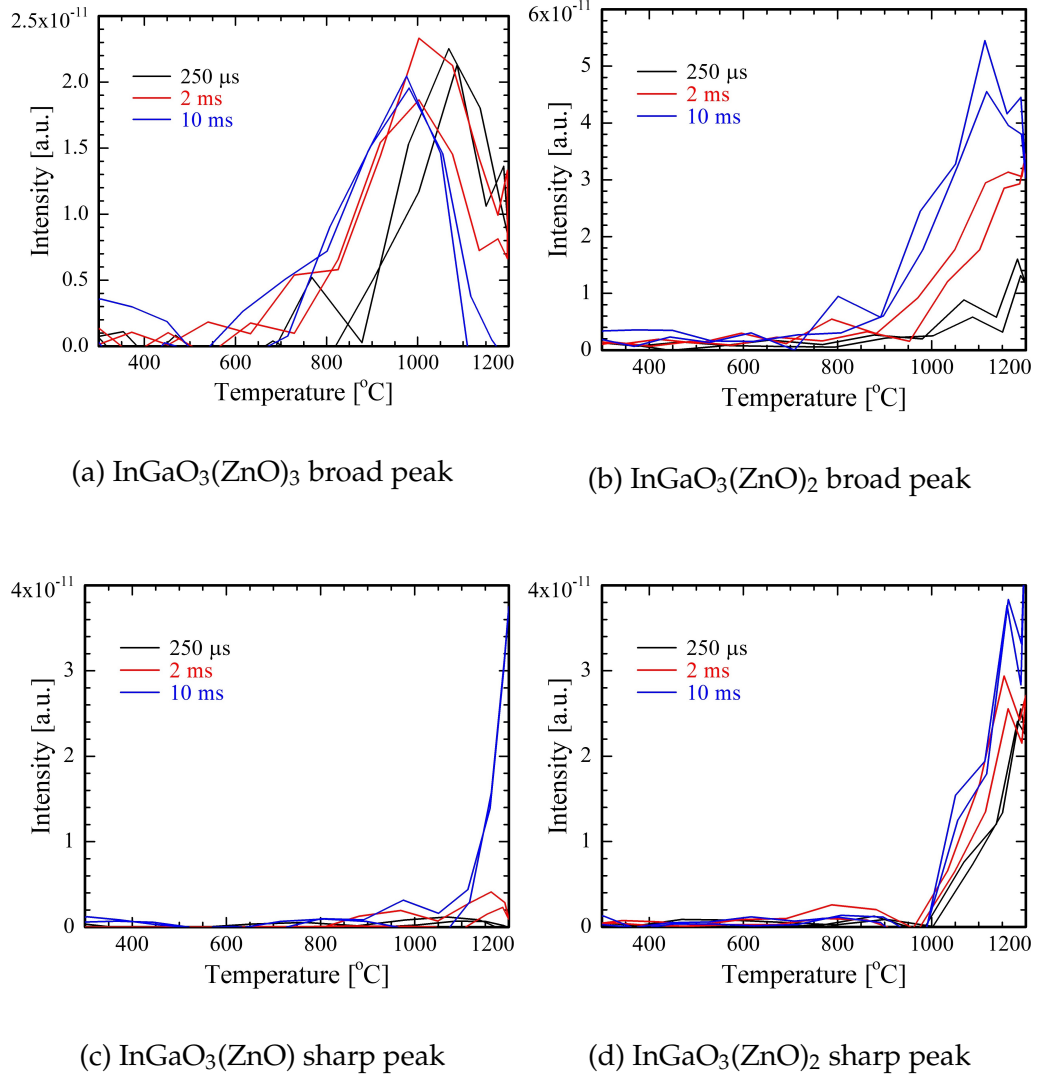 2.5x10⁻¹¹
2.0
1.5
1.0
0.5
0.0
Intensity [a.u.]
250 μs
2 ms
10 ms
400 600 800 1000 1200
Temperature [°C]
(a) InGaO₃(ZnO)₃ broad peak
6x10⁻¹¹
5
4
3
2
1
0
Intensity [a.u.]
250 μs
2 ms
10 ms
400 600 800 1000 1200
Temperature [°C]
(b) InGaO₃(ZnO)₂ broad peak
4x10⁻¹¹
3
2
1
0
Intensity [a.u.]
250 μs
2 ms
10 ms
400 600 800 1000 1200
Temperature [°C]
(c) InGaO₃(ZnO) sharp peak
4x10⁻¹¹
3
2
1
0
Intensity [a.u.]
250 μs
2 ms
10 ms
400 600 800 1000 1200
Temperature [°C]
(d) InGaO₃(ZnO)₂ sharp peak